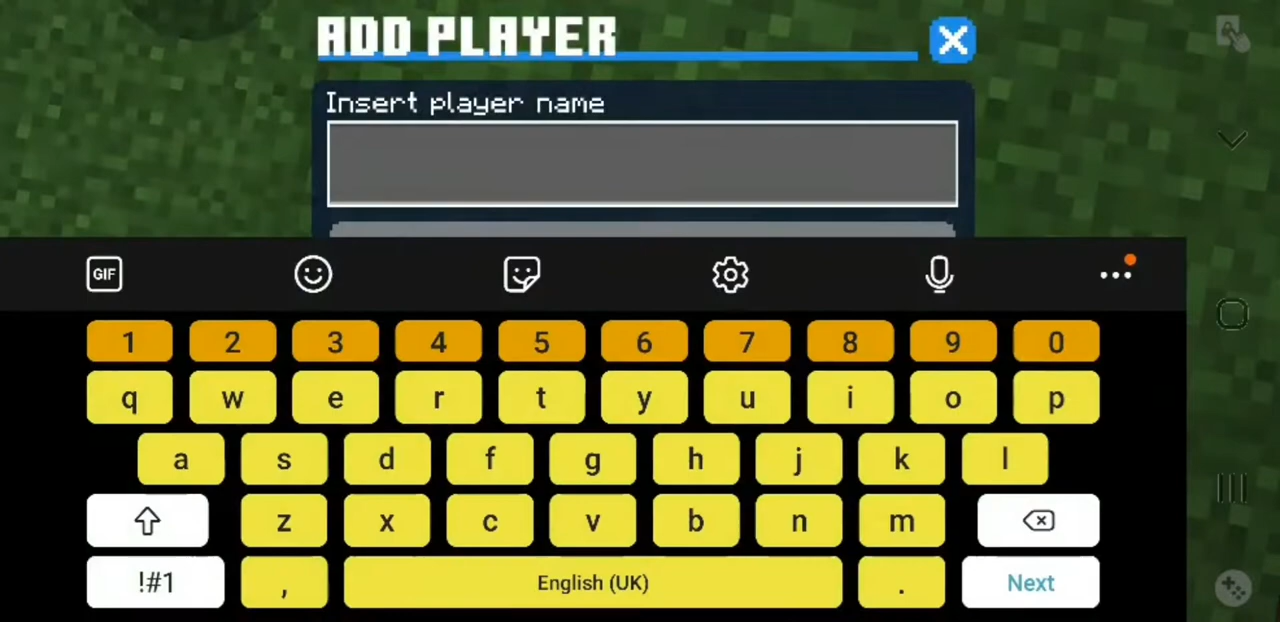 ADD PLAYER
Insert player name
GIF
1 2 3 4 5 6 7 8 9 0
q w e r t y u i o p
a s d f g h j k l
z x c v b n m
!#1 , English (UK) . Next